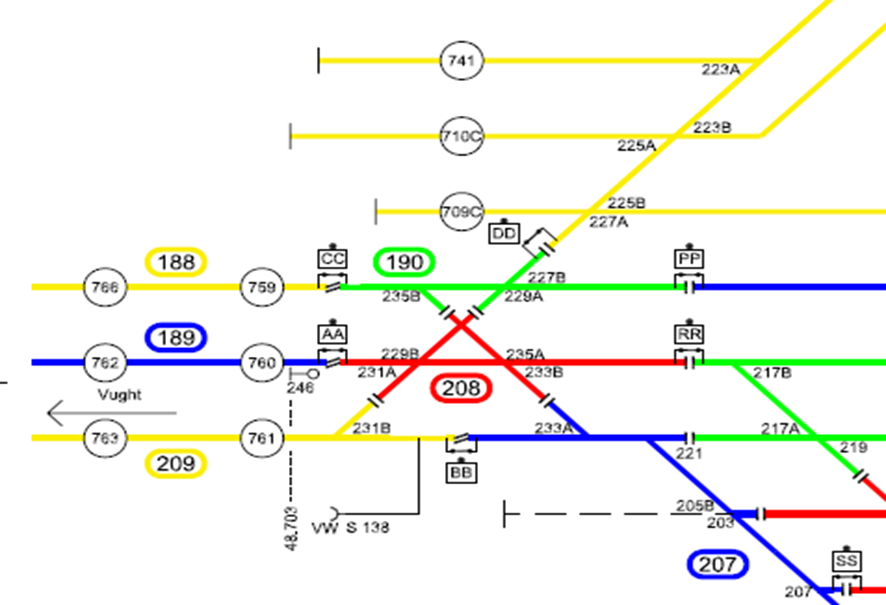 741
223A
710C
223B
225A
709C
225B
227A
DD
188
CC
190
PP
766
759
227B
235B
229A
189
AA
RR
762
760
229B
235A
231A
233B
217B
246
Vught
208
763
761
231B
233A
217A
219
209
BB
221
VW S 138
48.703
205B
203
207
SS
207